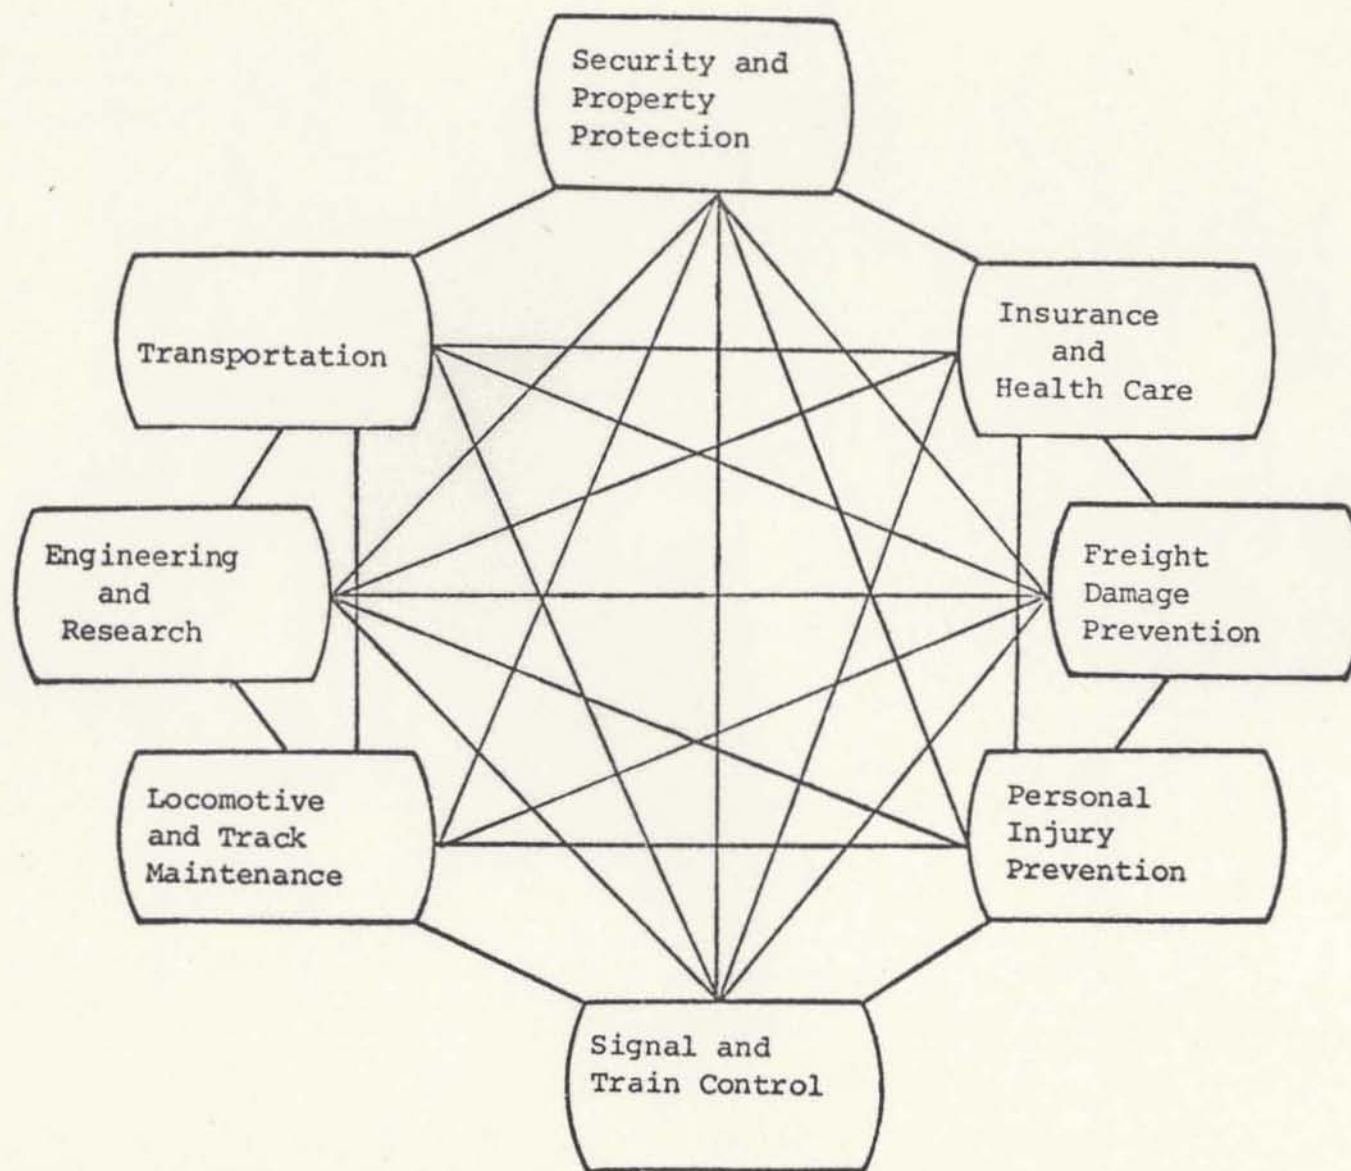 Security and
Property
Protection
Transportation
Insurance
and
Health Care
Engineering
and
Research
Freight
Damage
Prevention
Locomotive
and Track
Maintenance
Personal
Injury
Prevention
Signal and
Train Control